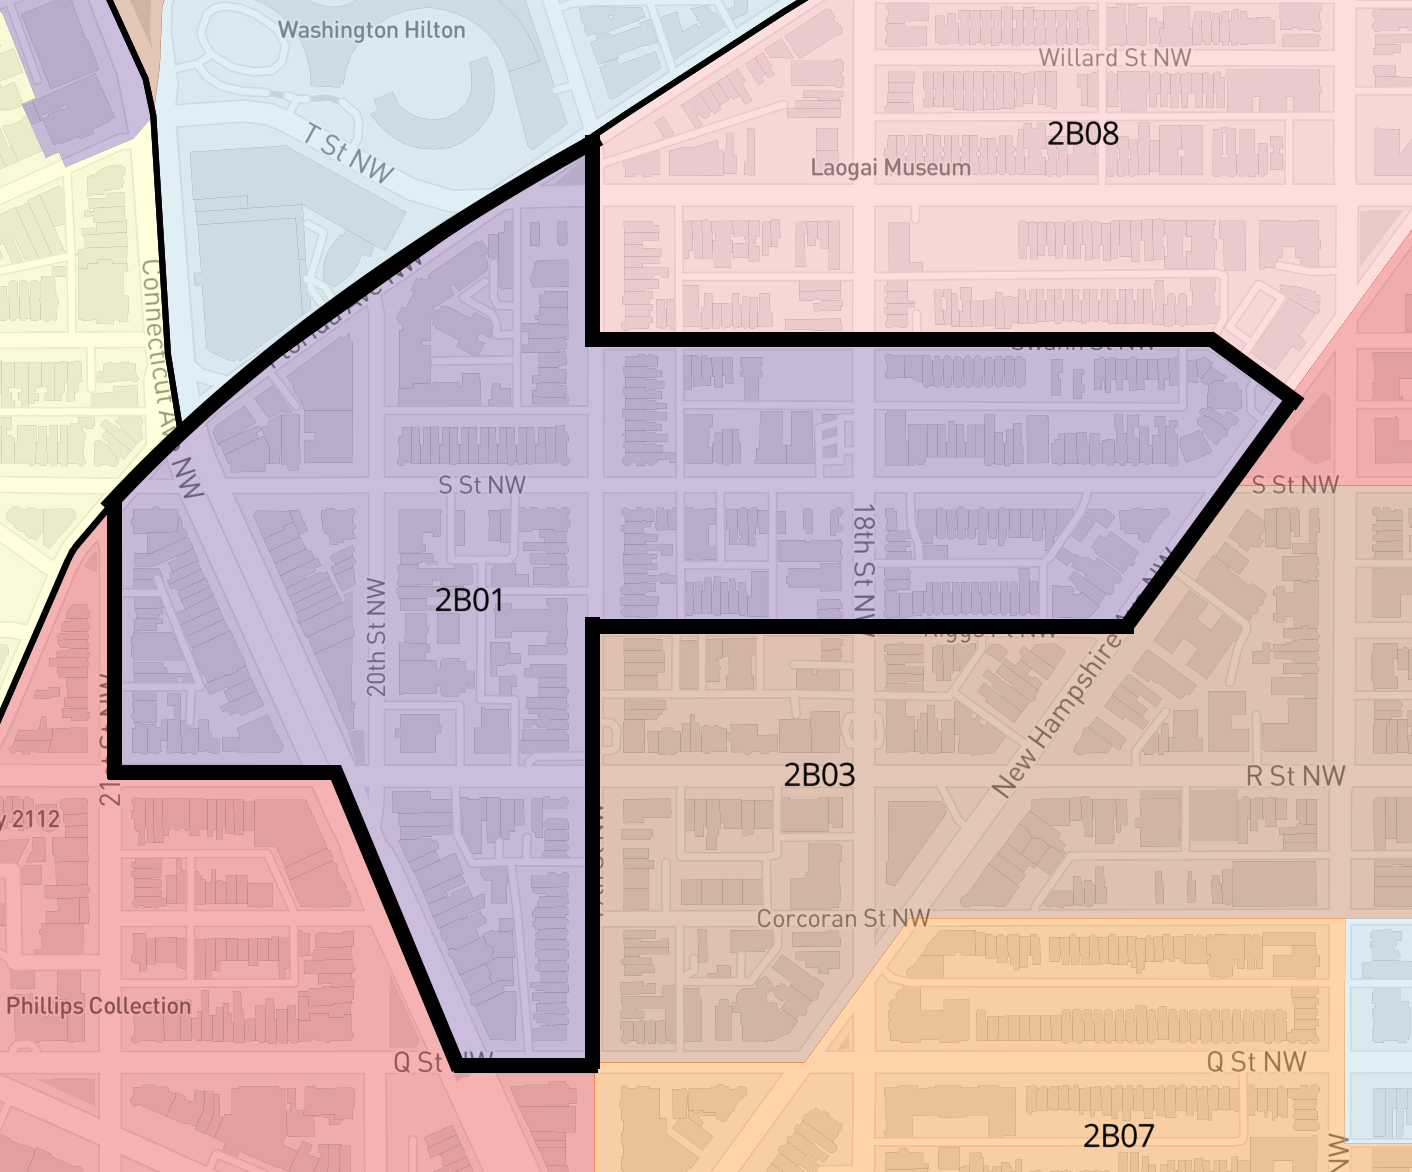 Washington Hilton
Willard St NW
2B08
T St NW
Laogai Museum
Connecticut Ave NW
Florida Ave NW
Swann St NW
S St NW
S St NW
18th St NW
2B01
20th St NW
Riggs Pl NW
New Hampshire Ave NW
21st St NW
2B03
R St NW
y 2112
Corcoran St NW
Phillips Collection
Q St NW
Q St NW
2B07
NW